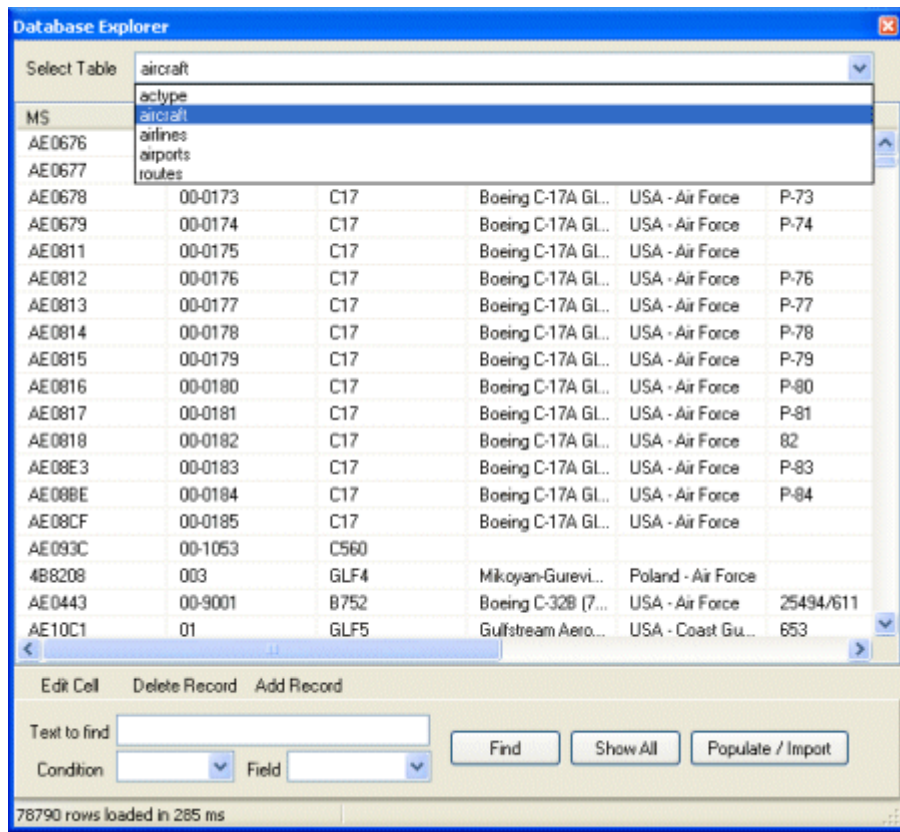 Database Explorer
Select Table aircraft
actype
MS aircraft
AE0676 airlines
airports
AE0677 routes
AE0678 00-0173 C17 Boeing C-17A Gl... USA - Air Force P-73
AE0679 00-0174 C17 Boeing C-17A Gl... USA - Air Force P-74
AE0811 00-0175 C17 Boeing C-17A Gl... USA - Air Force
AE0812 00-0176 C17 Boeing C-17A Gl... USA - Air Force P-76
AE0813 00-0177 C17 Boeing C-17A Gl... USA - Air Force P-77
AE0814 00-0178 C17 Boeing C-17A Gl... USA - Air Force P-78
AE0815 00-0179 C17 Boeing C-17A Gl... USA - Air Force P-79
AE0816 00-0180 C17 Boeing C-17A Gl... USA - Air Force P-80
AE0817 00-0181 C17 Boeing C-17A Gl... USA - Air Force P-81
AE0818 00-0182 C17 Boeing C-17A Gl... USA - Air Force 82
AE08E3 00-0183 C17 Boeing C-17A Gl... USA - Air Force P-83
AE08BE 00-0184 C17 Boeing C-17A Gl... USA - Air Force P-84
AE08CF 00-0185 C17 Boeing C-17A Gl... USA - Air Force
AE093C 00-1053 C560
4B8208 003 GLF4 Mikoyan-Gurevi... Poland - Air Force
AE0443 00-9001 B752 Boeing C-32B (7... USA - Air Force 25494/611
AE10C1 01 GLF5 Gulfstream Aero... USA - Coast Gu... 653
Edit Cell Delete Record Add Record
Text to find
Find Show All Populate / Import
Condition Field
78790 rows loaded in 285 ms